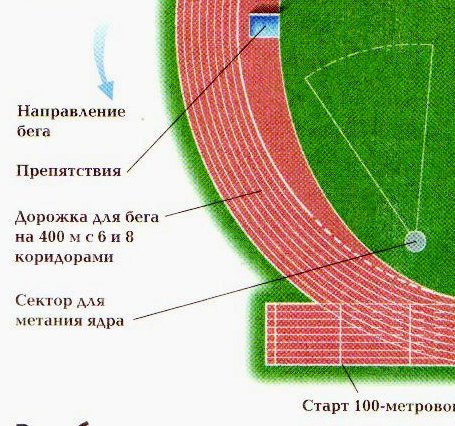 Направление
бега
Препятствия
Дорожка для бега
на 400 м с 6 и 8
коридорами
Сектор для
метания ядра
Старт 100-метрово